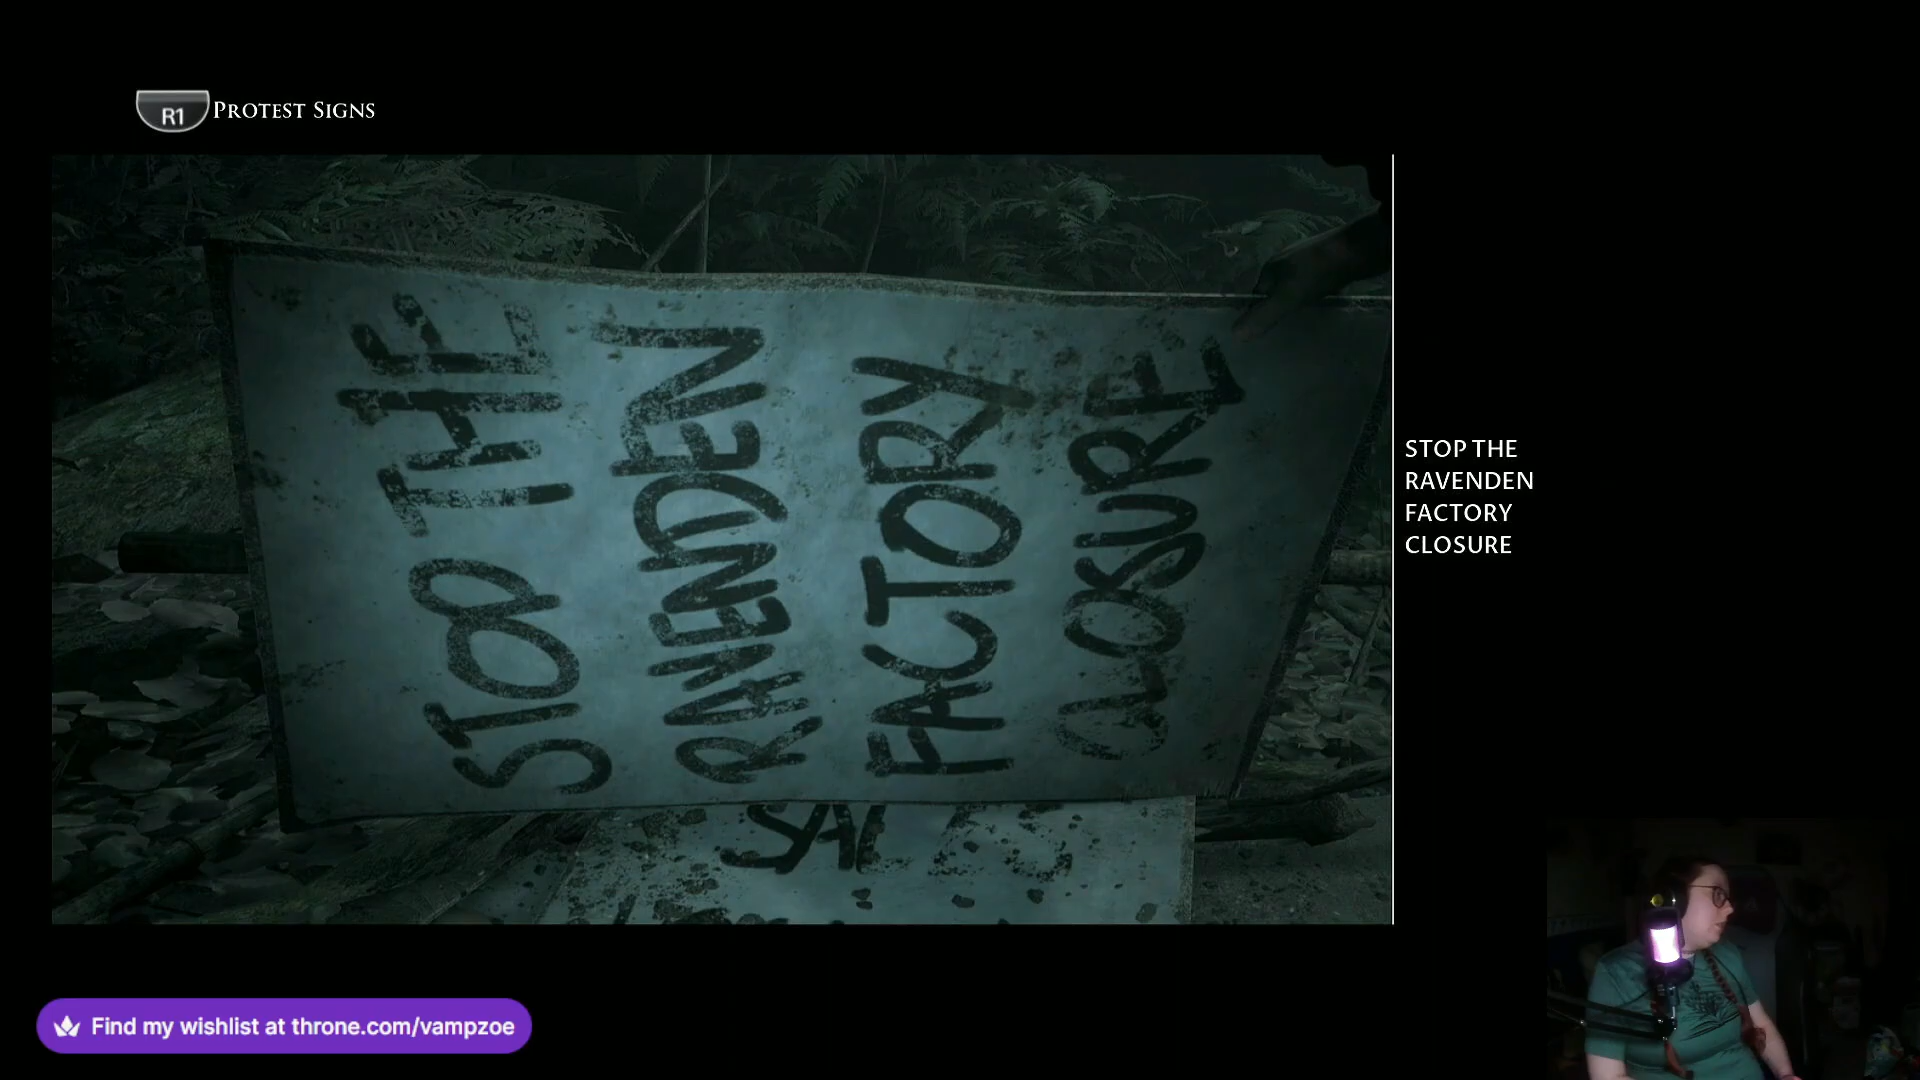 R1 PROTEST SIGNS
STOP THE
RAVENDEN
FACTORY
CLOSURE
STOP THE
RAVENDEN
FACTORY
CLOSURE
SA
Find my wishlist at throne.com/vampzoe